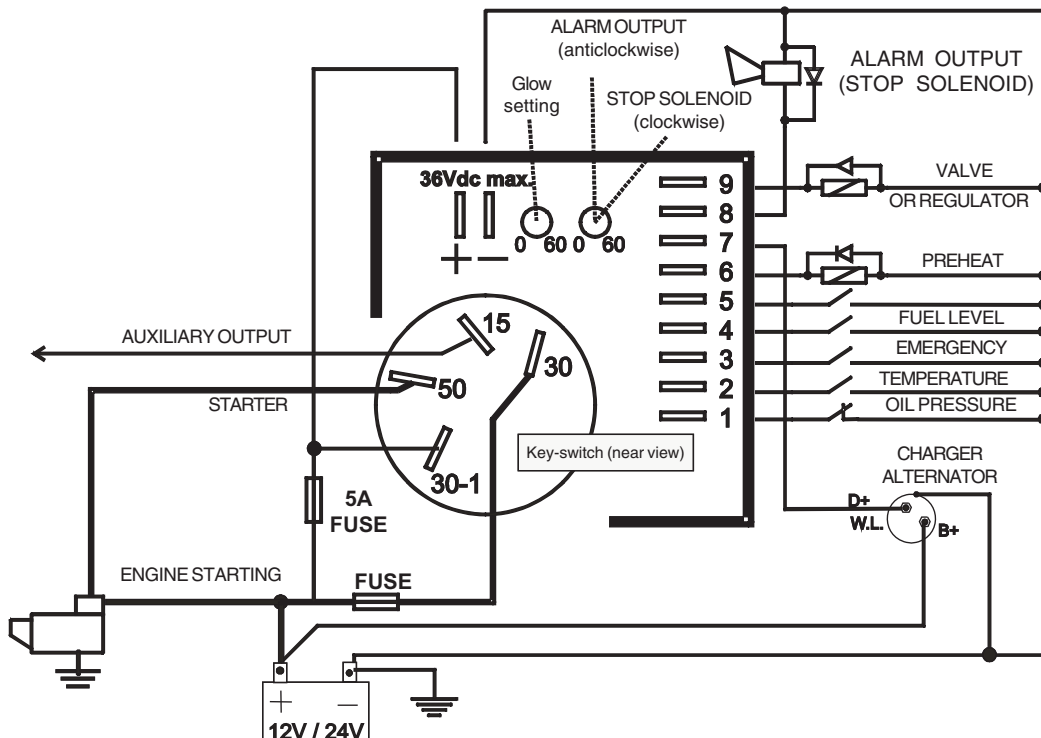 ALARM OUTPUT
(anticlockwise)
ALARM OUTPUT
(STOP SOLENOID)
Glow
setting
STOP SOLENOID
(clockwise)
36Vdc max.
9
VALVE
OR REGULATOR
8
0 60 0 60
7
+ −
6
PREHEAT
5
15
4
FUEL LEVEL
AUXILIARY OUTPUT
30
3
EMERGENCY
50
2
TEMPERATURE
STARTER
1
OIL PRESSURE
Key-switch (near view)
CHARGER
ALTERNATOR
30-1
5A
FUSE
D+
W.L.
B+
ENGINE STARTING
FUSE
+ −
12V / 24V